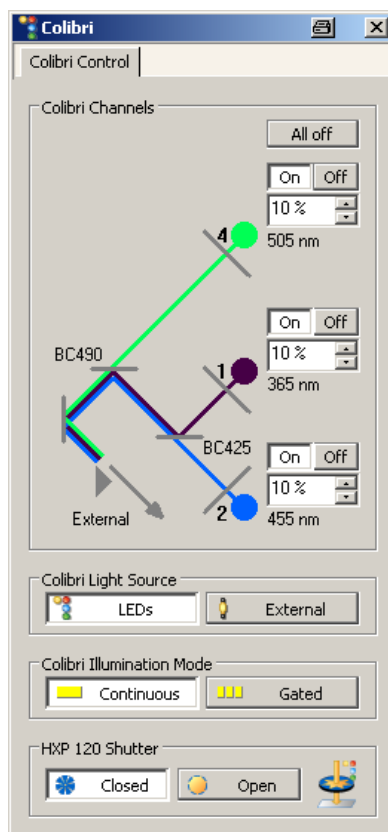 Colibri
Colibri Control
Colibri Channels
All off
On Off
10 %
4
505 nm
BC490
On Off
10 %
1
365 nm
BC425
On Off
10 %
External
2
455 nm
Colibri Light Source
LEDs External
Colibri Illumination Mode
Continuous Gated
HXP 120 Shutter
Closed Open